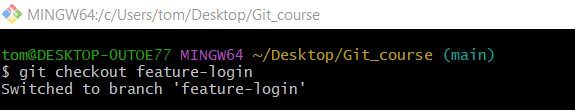 MINGW64:/c/Users/tom/Desktop/Git_course
tom@DESKTOP-OUTOE77 MINGW64 ~/Desktop/Git_course (main)
$ git checkout feature-login
Switched to branch 'feature-login'